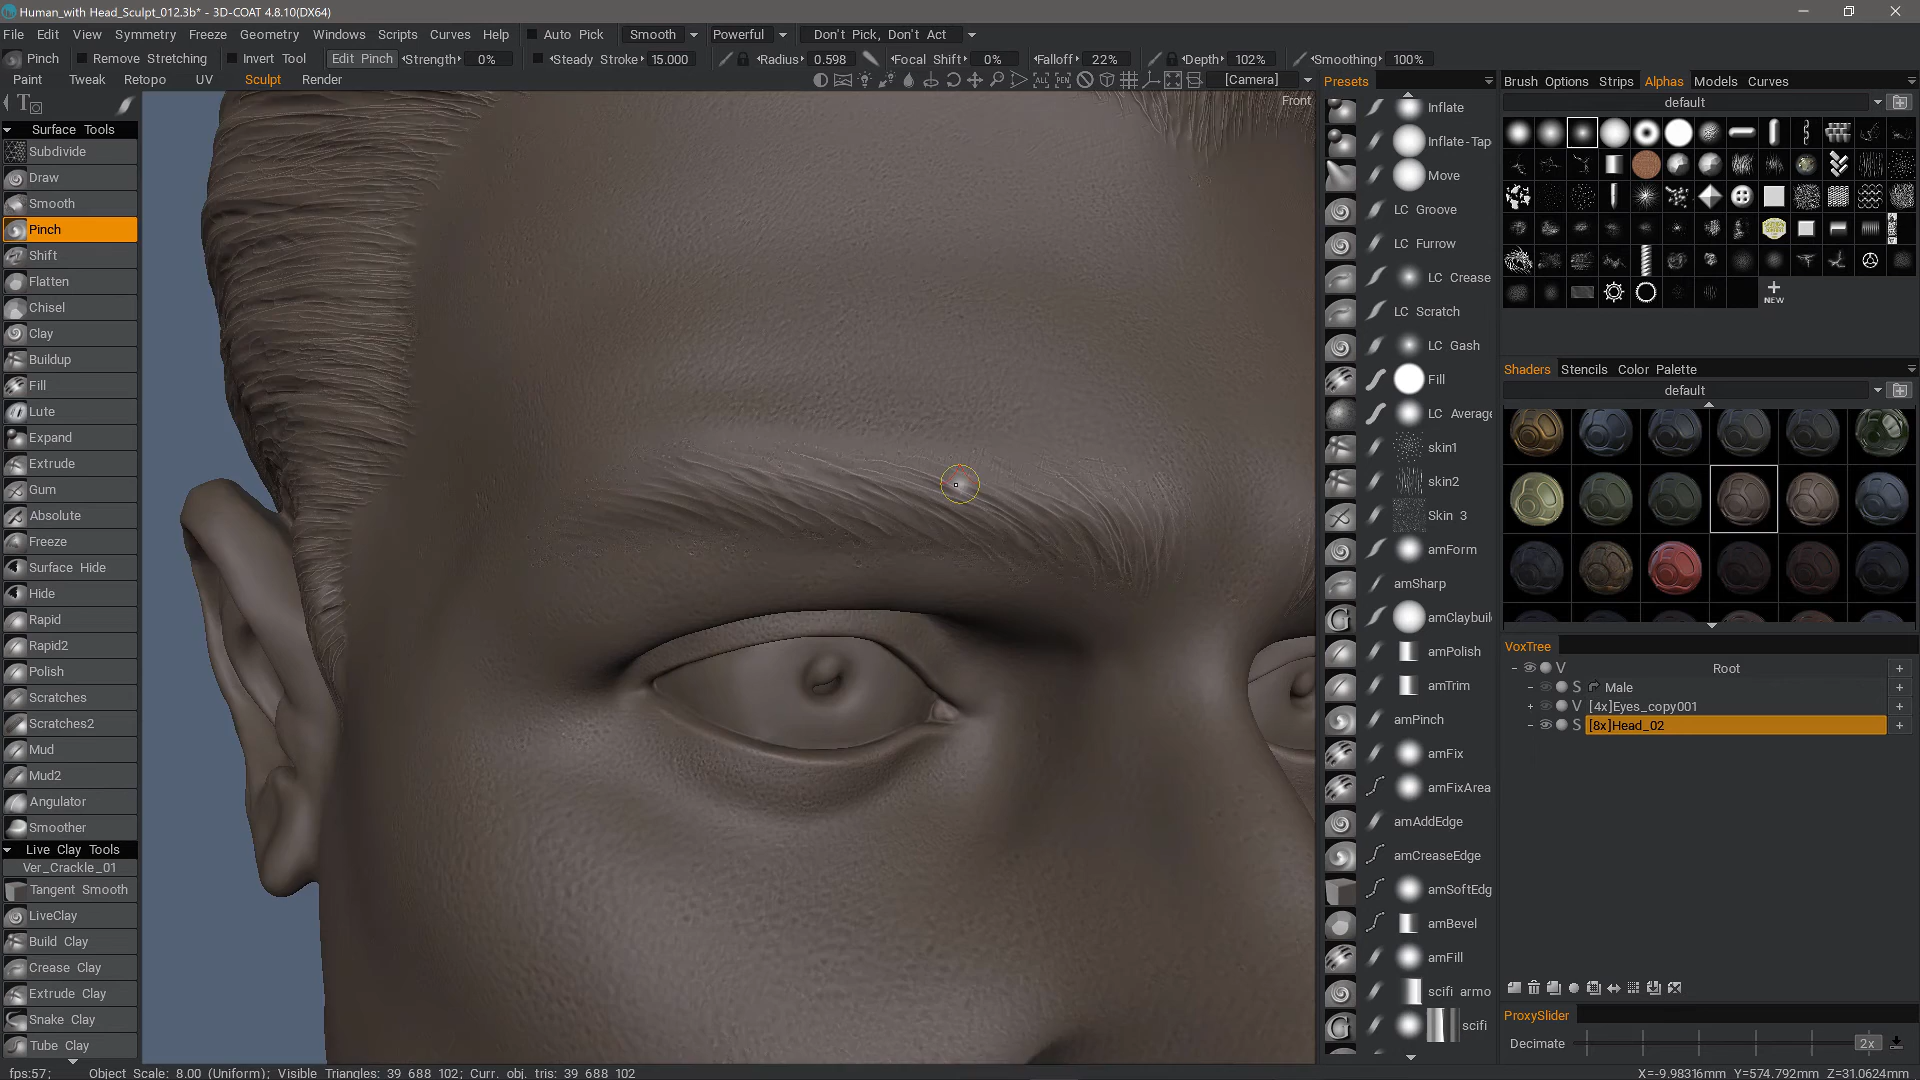 Human_with Head_Sculpt_012.3b* - 3D-COAT 4.8.10(DX64)
File Edit View Symmetry Freeze Geometry Windows Scripts Curves Help Auto Pick Smooth Powerful Don't Pick, Don't Act
Pinch Remove Stretching Invert Tool Edit Pinch Strength 0% Steady Stroke 15.000 Radius 0.598 Focal Shift 0% Falloff 22% Depth 102% Smoothing 100%
Paint Tweak Retopo UV Sculpt Render [Camera]
Front
Surface Tools
Subdivide
Draw
Smooth
Pinch
Shift
Flatten
Chisel
Clay
Buildup
Fill
Lute
Expand
Extrude
Gum
Absolute
Freeze
Surface Hide
Hide
Rapid
Rapid2
Polish
Scratches
Scratches2
Mud
Mud2
Angulator
Smoother
Live Clay Tools
Ver_Crackle_01
Tangent Smooth
LiveClay
Build Clay
Crease Clay
Extrude Clay
Snake Clay
Tube Clay
Presets
Inflate
Inflate-Tap
Move
LC Groove
LC Furrow
LC Crease
LC Scratch
LC Gash
Fill
LC Average
skin1
skin2
Skin 3
amForm
amSharp
amClaybuil
amPolish
amTrim
amPinch
amFix
amFixArea
amAddEdge
amCreaseEdge
amSoftEdg
amBevel
amFill
scifi armo
scifi
Brush Options Strips Alphas Models Curves
default
NEW
Shaders Stencils Color Palette
default
VoxTree
V Root +
S Male +
V [4x]Eyes_copy001 +
S [8x]Head_02 +
ProxySlider
Decimate 2x
fps:57; Object Scale: 8.00 (Uniform); Visible Triangles: 39 688 102; Curr. obj. tris: 39 688 102 X=-9.98316mm Y=574.792mm Z=31.0624mm